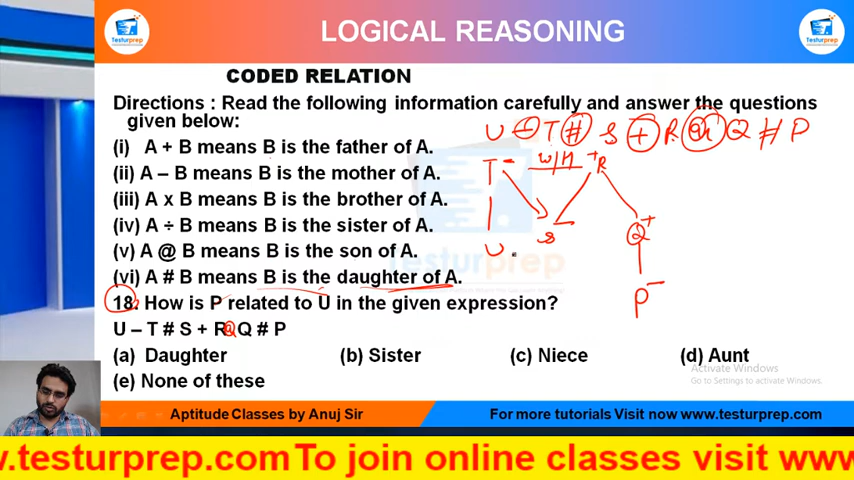 Testurprep
LOGICAL REASONING
Testurprep
CODED RELATION
Directions : Read the following information carefully and answer the questions
given below:
(i) A + B means B is the father of A.
(ii) A – B means B is the mother of A.
(iii) A x B means B is the brother of A.
(iv) A ÷ B means B is the sister of A.
(v) A @ B means B is the son of A.
(vi) A # B means B is the daughter of A.
18. How is P related to U in the given expression?
U – T # S + R @ Q # P
(a) Daughter
(b) Sister
(c) Niece
(d) Aunt
(e) None of these
U - T # S + R @ Q # P
T - W/H + R
S -
U
Q +
P -
Testurprep
Activate Windows
Go to Settings to activate Windows.
Aptitude Classes by Anuj Sir
For more tutorials Visit now www.testurprep.com
v.testurprep.com To join online classes visit www